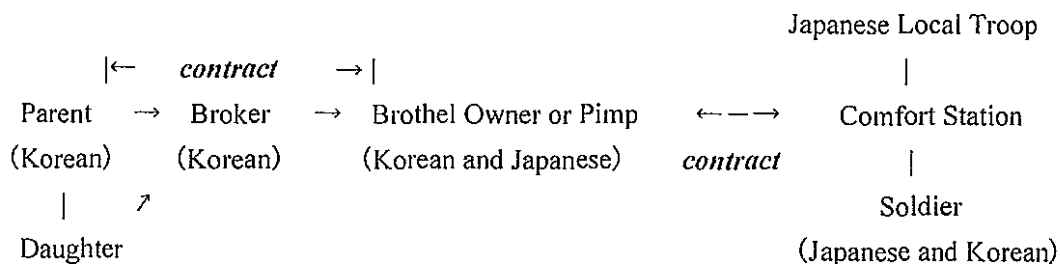 Japanese Local Troop
|← contract →| |
Parent → Broker → Brothel Owner or Pimp ←−→ Comfort Station
(Korean) (Korean) (Korean and Japanese) contract |
| ↗ Soldier
Daughter (Japanese and Korean)